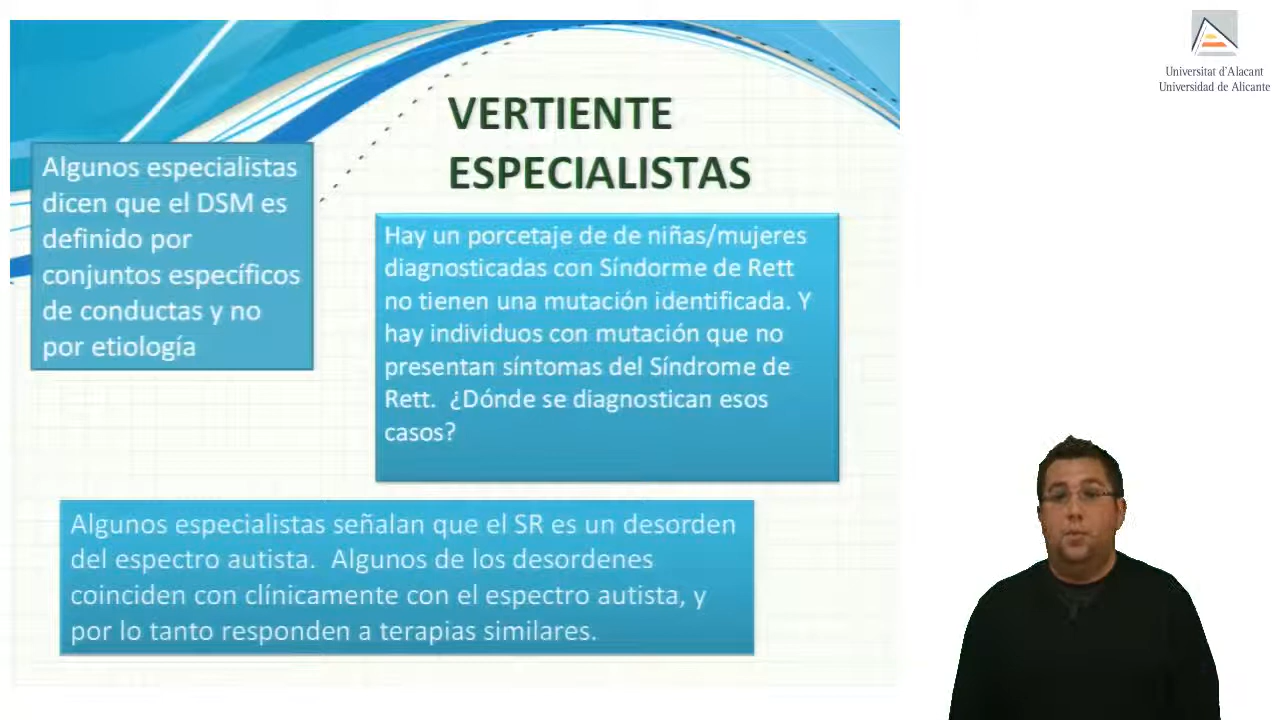 Universitat d'Alacant
Universidad de Alicante
VERTIENTE
ESPECIALISTAS
Algunos especialistas
dicen que el DSM es
definido por
conjuntos específicos
de conductas y no
por etiología
Hay un porcetaje de de niñas/mujeres
diagnosticadas con Síndorme de Rett
no tienen una mutación identificada. Y
hay individuos con mutación que no
presentan síntomas del Síndrome de
Rett.  ¿Dónde se diagnostican esos
casos?
Algunos especialistas señalan que el SR es un desorden
del espectro autista.  Algunos de los desordenes
coinciden con clínicamente con el espectro autista, y
por lo tanto responden a terapias similares.